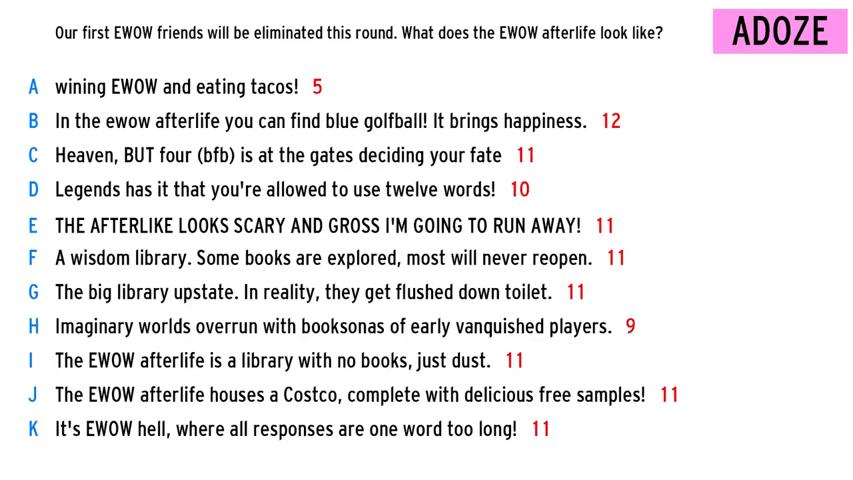 Our first EWOW friends will be eliminated this round. What does the EWOW afterlife look like?
ADOZE
A wining EWOW and eating tacos! 5
B In the ewow afterlife you can find blue golfball! It brings happiness. 12
C Heaven, BUT four (bfb) is at the gates deciding your fate 11
D Legends has it that you're allowed to use twelve words! 10
E THE AFTERLIKE LOOKS SCARY AND GROSS I'M GOING TO RUN AWAY! 11
F A wisdom library. Some books are explored, most will never reopen. 11
G The big library upstate. In reality, they get flushed down toilet. 11
H Imaginary worlds overrun with booksonas of early vanquished players. 9
I The EWOW afterlife is a library with no books, just dust. 11
J The EWOW afterlife houses a Costco, complete with delicious free samples! 11
K It's EWOW hell, where all responses are one word too long! 11